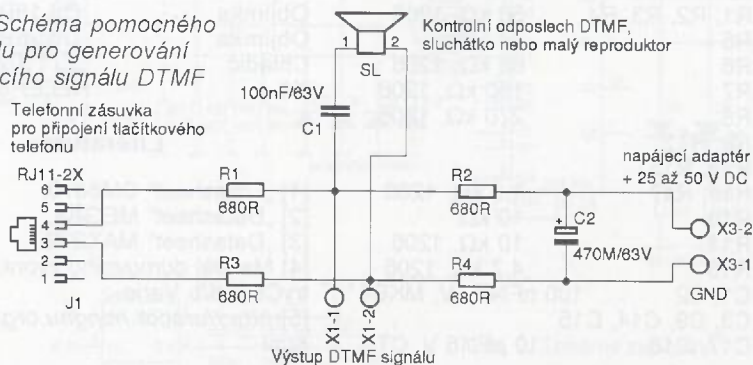 Schéma pomocného
u pro generování
cího signálu DTMF
Telefonní zásuvka
pro připojení tlačítkového
telefonu
RJ11-2X
6
5
4
3
2
1
J1
R1
680R
R3
680R
100nF/63V
C1
1 2
SL
Kontrolní odposlech DTMF,
sluchátko nebo malý reproduktor
R2
680R
R4
680R
+
C2
470M/63V
napájecí adaptér
+ 25 až 50 V DC
X3-2
X3-1
GND
X1-1
X1-2
Výstup DTMF signálu